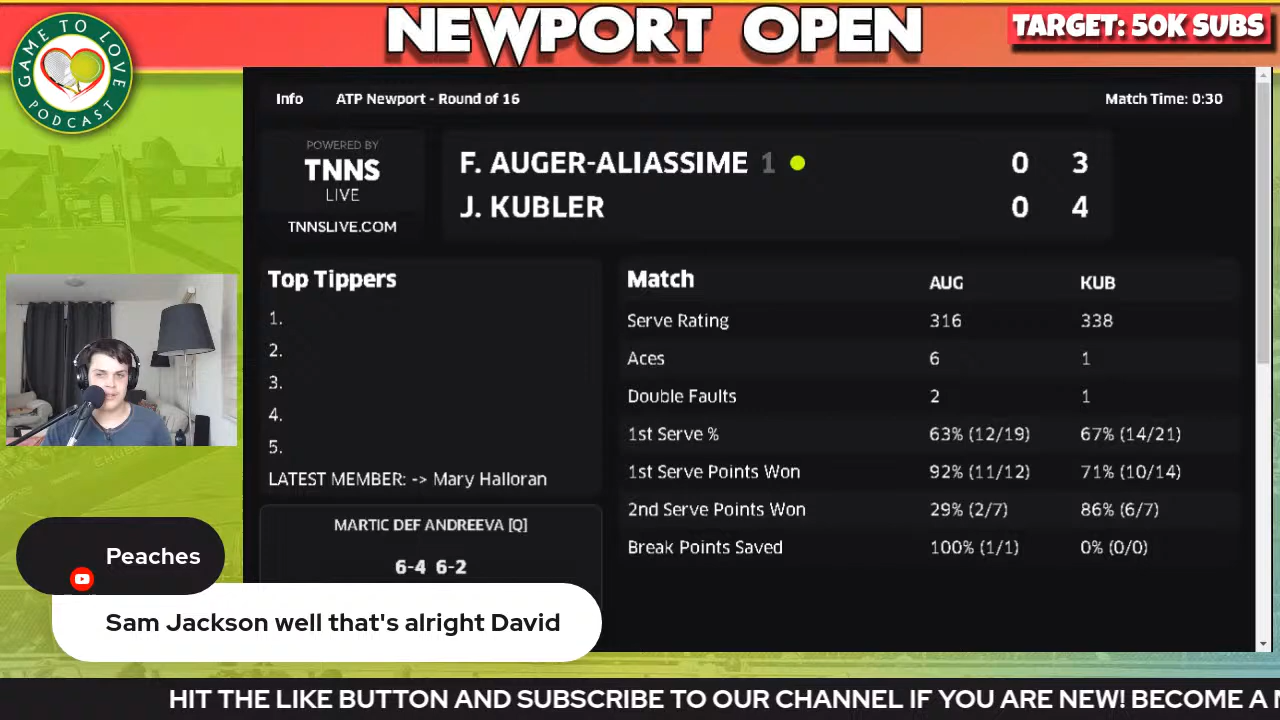 GAME TO LOVE
PODCAST
NEWPORT OPEN
TARGET: 50K SUBS
Info ATP Newport - Round of 16 Match Time: 0:30
POWERED BY
TNNS
LIVE
TNNSLIVE.COM
F. AUGER-ALIASSIME 1 0 3
J. KUBLER 0 4
Top Tippers
1.
2.
3.
4.
5.
LATEST MEMBER: -> Mary Halloran
MARTIC DEF ANDREEVA [Q]
6-4 6-2
Match AUG KUB
Serve Rating 316 338
Aces 6 1
Double Faults 2 1
1st Serve % 63% (12/19) 67% (14/21)
1st Serve Points Won 92% (11/12) 71% (10/14)
2nd Serve Points Won 29% (2/7) 86% (6/7)
Break Points Saved 100% (1/1) 0% (0/0)
Peaches
Sam Jackson well that's alright David
HIT THE LIKE BUTTON AND SUBSCRIBE TO OUR CHANNEL IF YOU ARE NEW! BECOME A